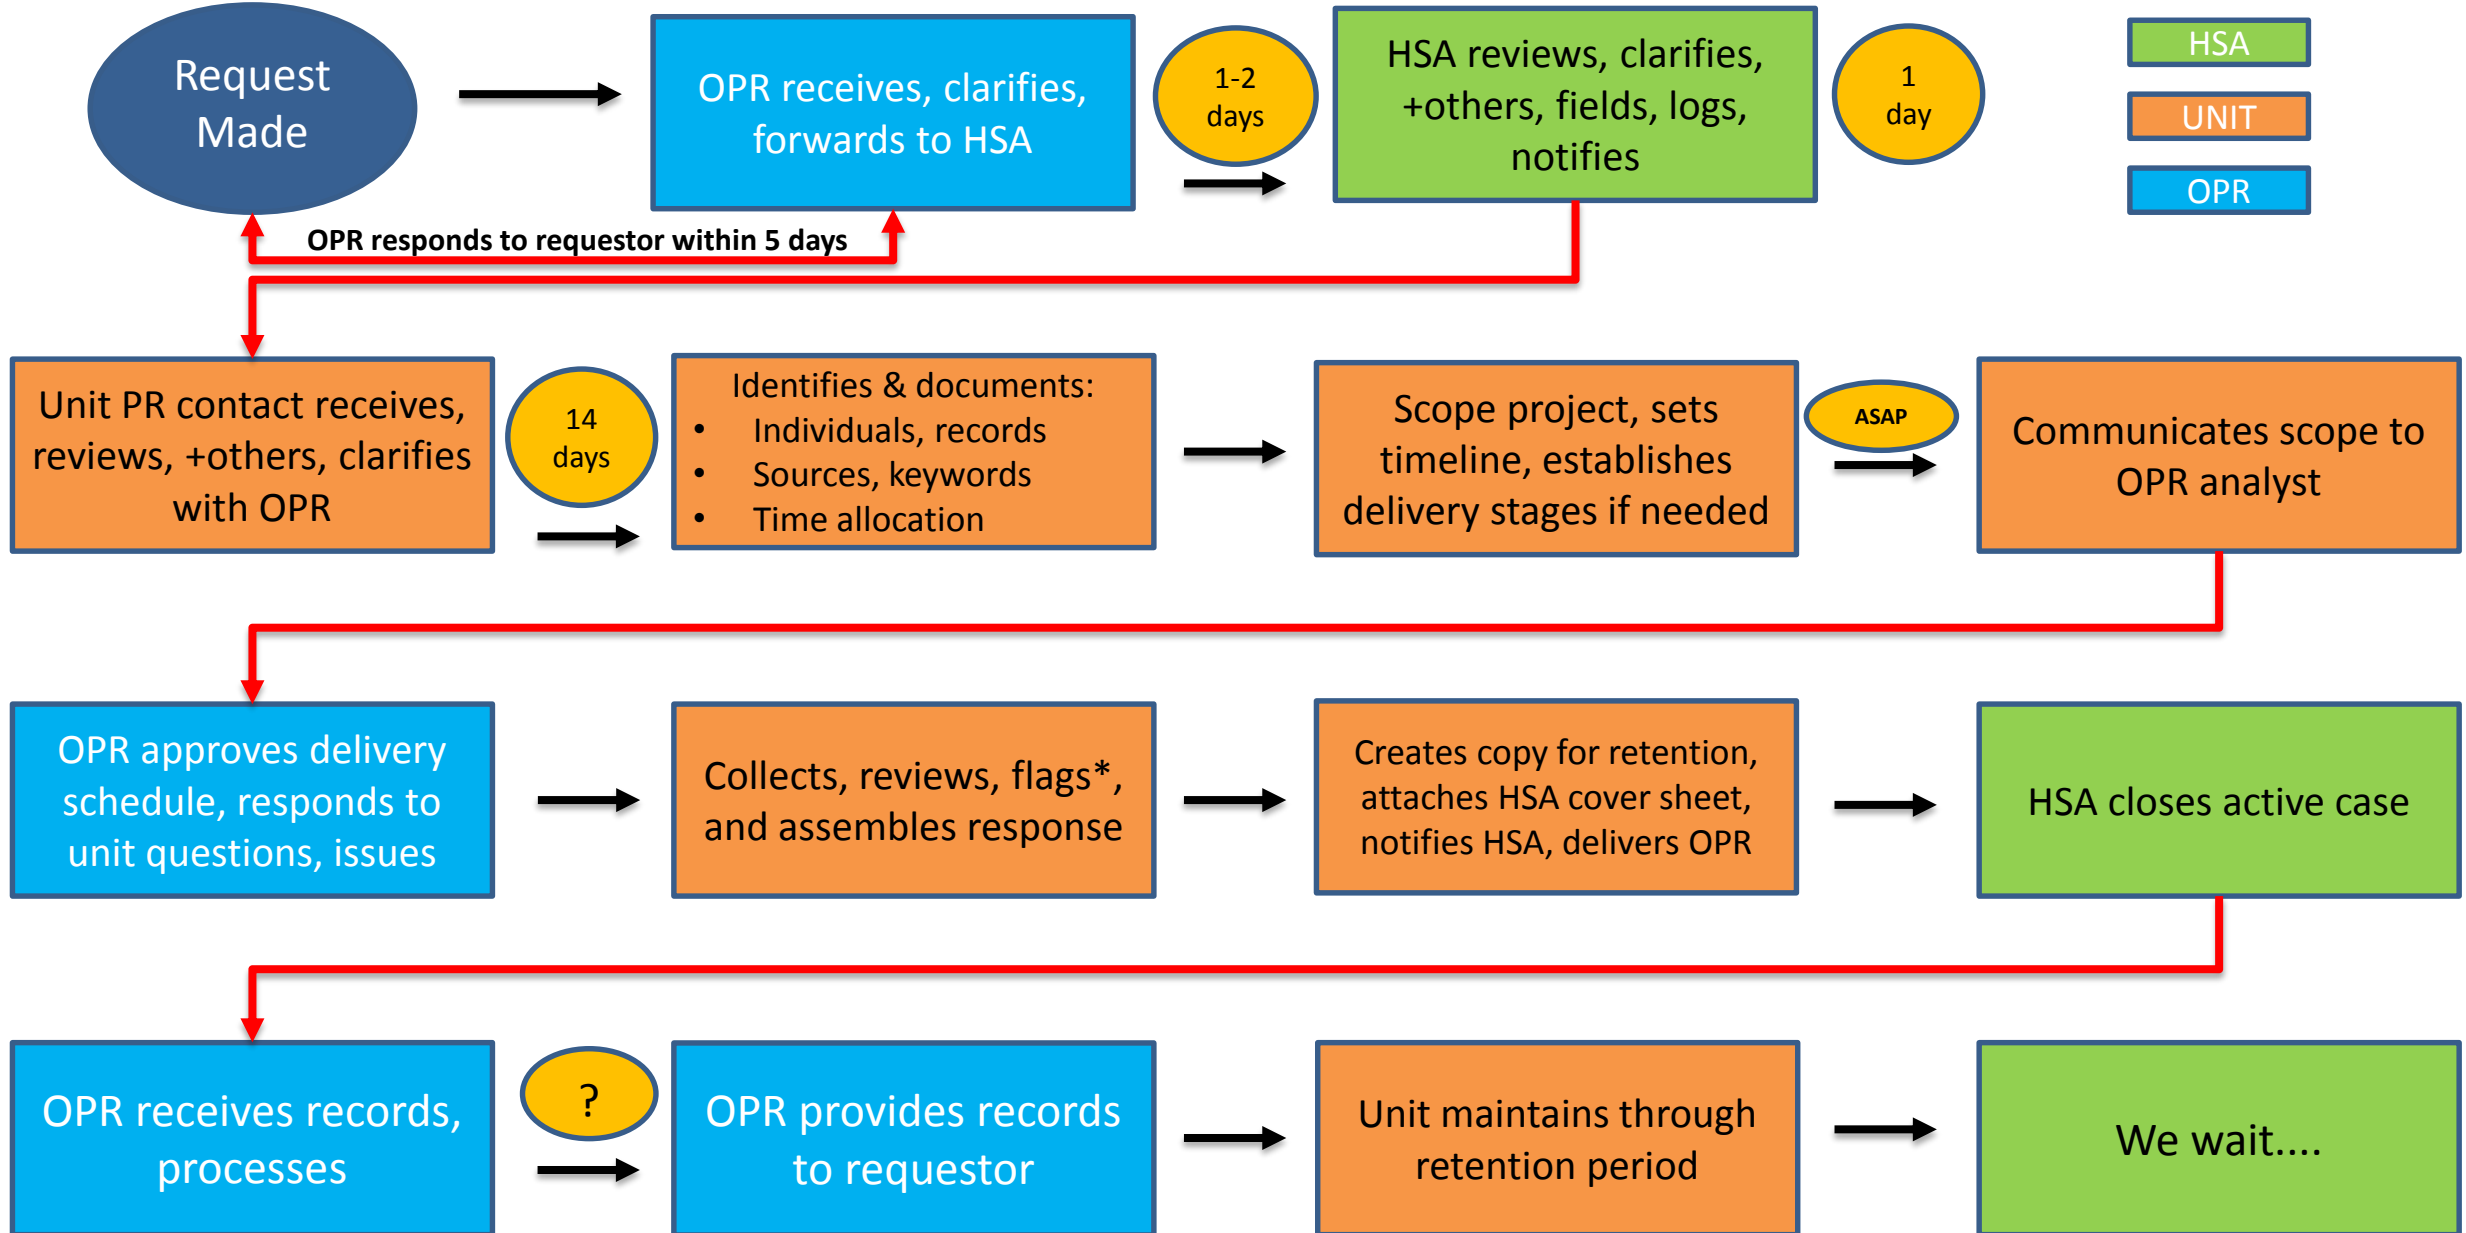 Request
Made
OPR receives, clarifies,
forwards to HSA
1-2
days
HSA reviews, clarifies,
+others, fields, logs,
notifies
1
day
HSA
UNIT
OPR
OPR responds to requestor within 5 days
Unit PR contact receives,
reviews, +others, clarifies
with OPR
14
days
Identifies & documents:
• Individuals, records
• Sources, keywords
• Time allocation
Scope project, sets
timeline, establishes
delivery stages if needed
ASAP
Communicates scope to
OPR analyst
OPR approves delivery
schedule, responds to
unit questions, issues
Collects, reviews, flags*,
and assembles response
Creates copy for retention,
attaches HSA cover sheet,
notifies HSA, delivers OPR
HSA closes active case
OPR receives records,
processes
?
OPR provides records
to requestor
Unit maintains through
retention period
We wait....